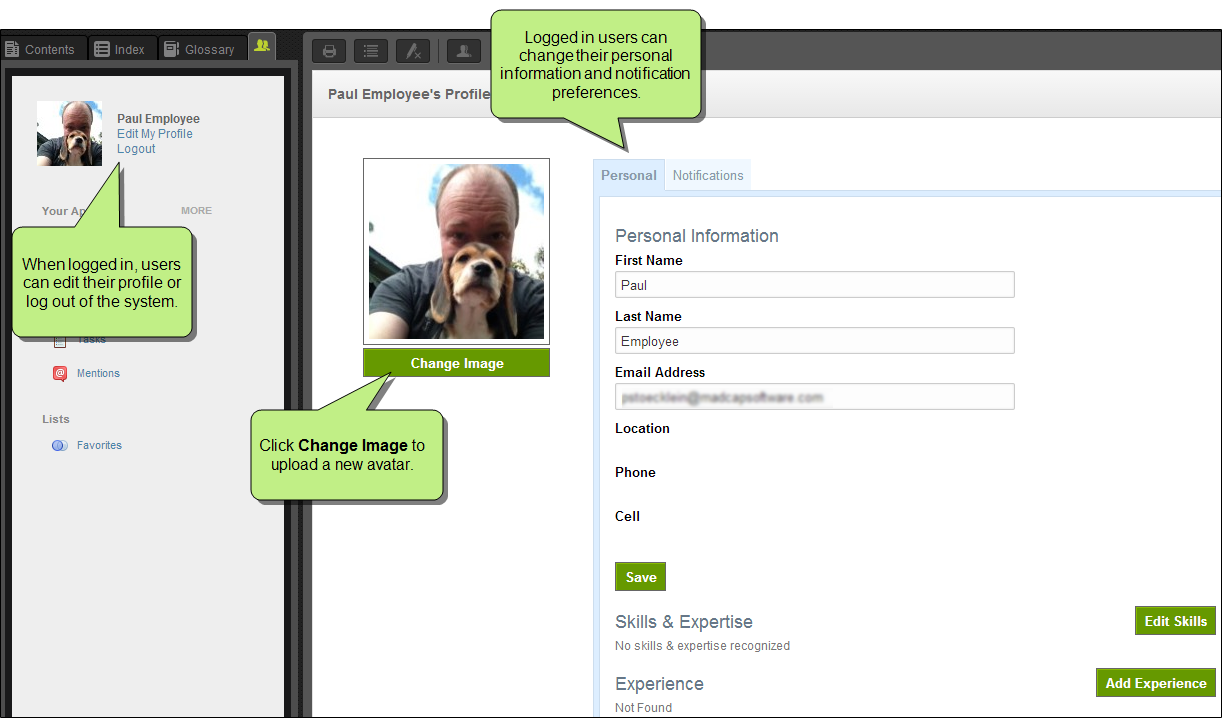 Logged in users can
change their personal
information and notification
preferences.
Contents
Index
Glossary
Paul Employee's Profile
Paul Employee
Edit My Profile
Logout
Your Ap
MORE
When logged in, users
can edit their profile or
log out of the system.
Tasks
Mentions
Lists
Favorites
Change Image
Click Change Image to
upload a new avatar.
Personal
Notifications
Personal Information
First Name
Paul
Last Name
Employee
Email Address
Location
Phone
Cell
Save
Skills & Expertise
Edit Skills
No skills & expertise recognized
Experience
Add Experience
Not Found